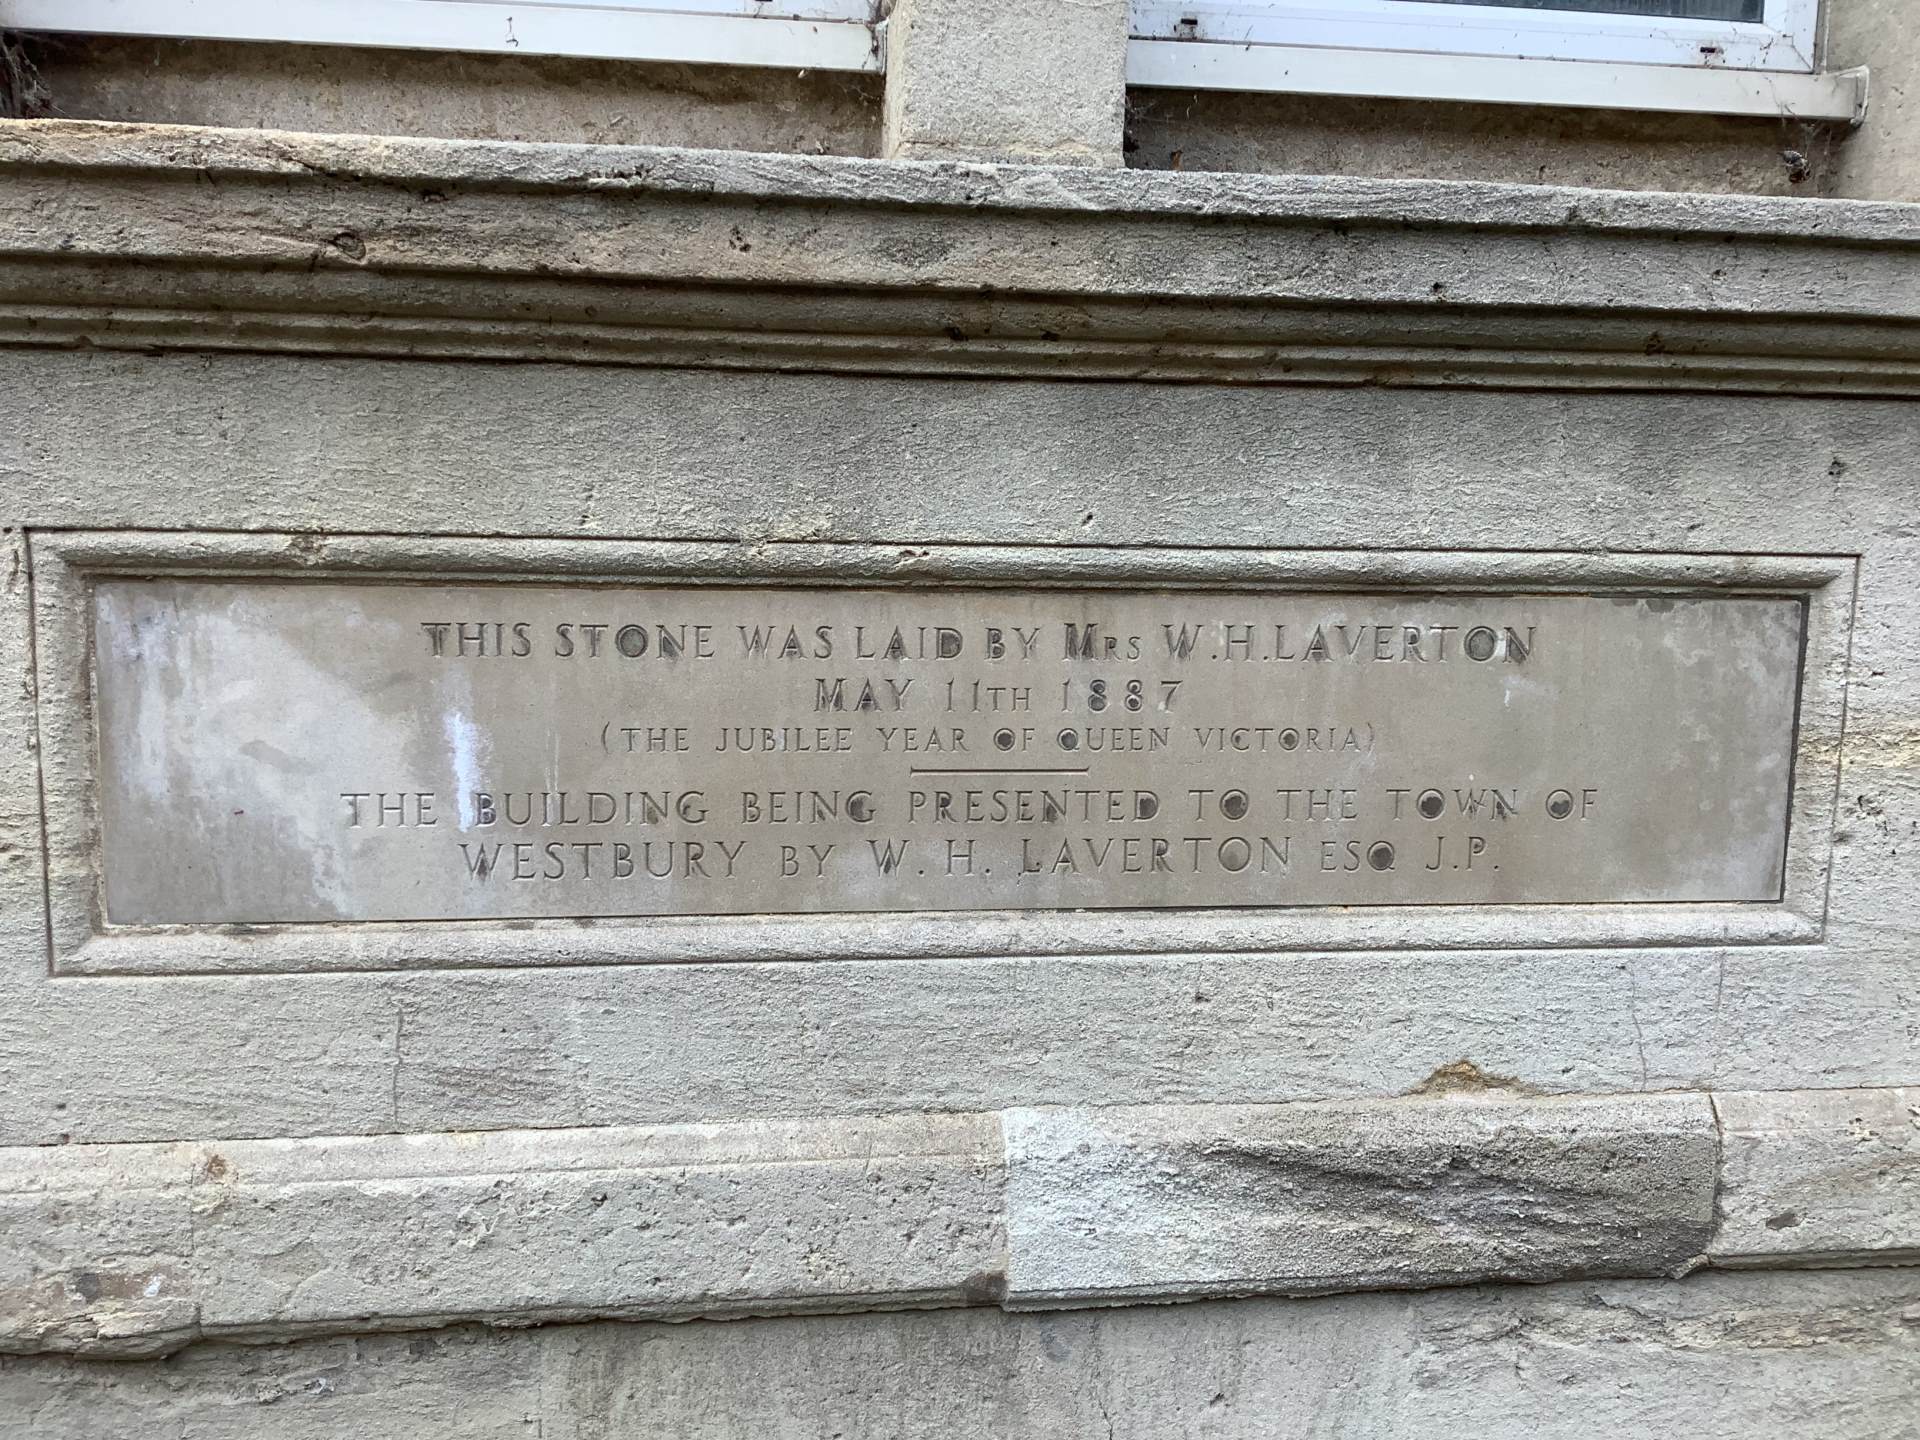 THIS STONE WAS LAID BY MRS W.H.LAVERTON
MAY 11TH 1887
(THE JUBILEE YEAR OF QUEEN VICTORIA)
THE BUILDING BEING PRESENTED TO THE TOWN OF
WESTBURY BY W. H. LAVERTON ESQ J.P.